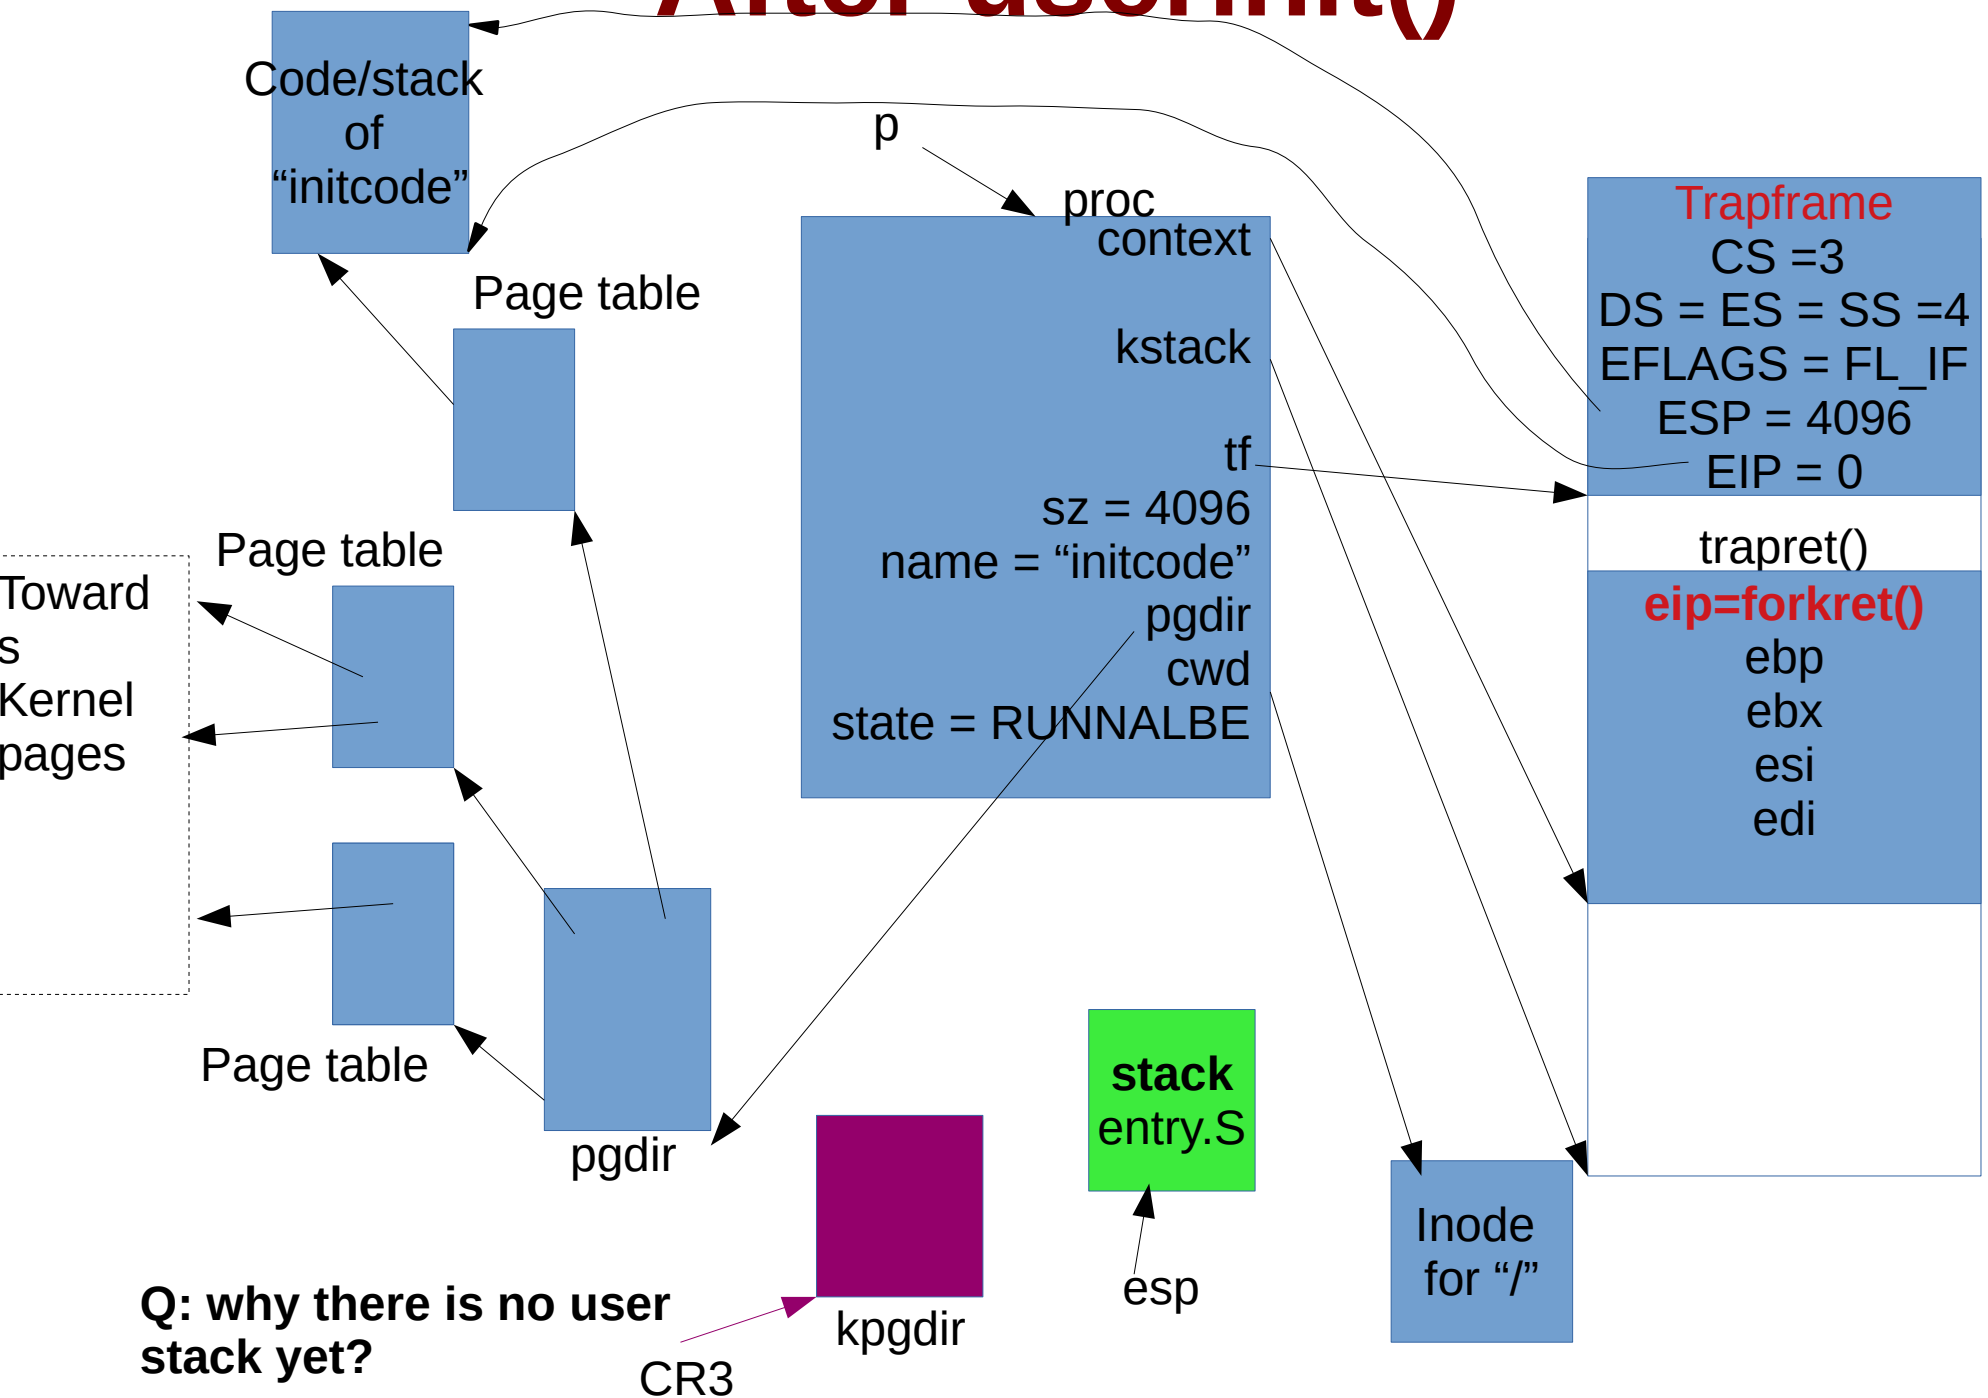 After userinit()
Code/stack
of
“initcode”
p
proc
context
kstack
tf
sz = 4096
name = “initcode”
pgdir
cwd
state = RUNNALBE
Trapframe
CS =3
DS = ES = SS =4
EFLAGS = FL_IF
ESP = 4096
EIP = 0
trapret()
eip=forkret()
ebp
ebx
esi
edi
Page table
Page table
Toward
s
Kernel
pages
Page table
pgdir
stack
entry.S
esp
Inode
for “/”
kpgdir
CR3
Q: why there is no user
stack yet?